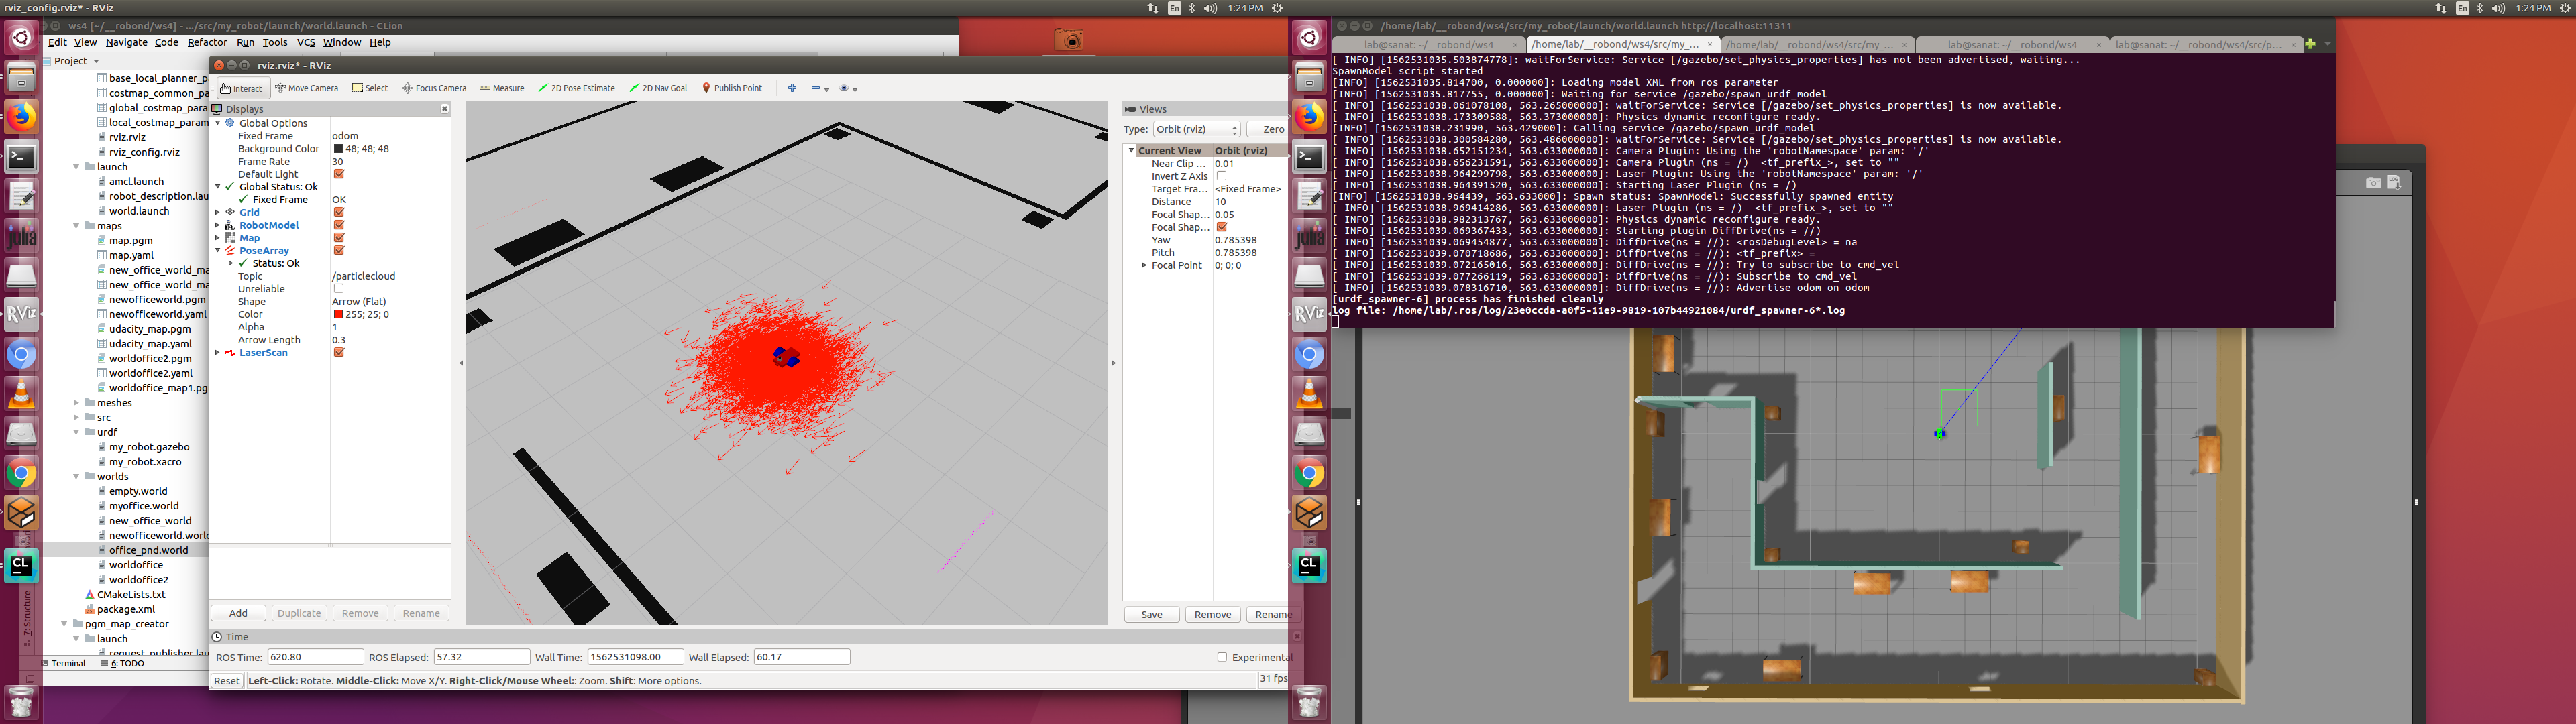 rviz_config.rviz* - RViz
En
1:24 PM
ws4 [~/__robond/ws4] - .../src/my_robot/launch/world.launch - CLion
Edit View Navigate Code Refactor Run Tools VCS Window Help
Project
base_local_planner_p
costmap_common_pa
global_costmap_para
local_costmap_param
rviz.rviz
rviz_config.rviz
launch
amcl.launch
robot_description.launch
world.launch
maps
map.pgm
map.yaml
new_office_world_ma
newofficeworld.pgm
newofficeworld.yaml
udacity_map.pgm
udacity_map.yaml
worldoffice2.pgm
worldoffice2.yaml
worldoffice_map1.pg
meshes
src
urdf
my_robot.gazebo
my_robot.xacro
worlds
empty.world
myoffice.world
new_office_world
newofficeworld.worl
office_pnd.world
worldoffice
worldoffice2
CMakeLists.txt
package.xml
pgm_map_creator
launch
request_publisher.lau
Z: Structure
Terminal
6: TODO
julia
RViz
CL
rviz.rviz* - RViz
Interact Move Camera Select Focus Camera Measure 2D Pose Estimate 2D Nav Goal Publish Point
Displays
Global Options
Fixed Frame odom
Background Color 48; 48; 48
Frame Rate 30
Default Light
Global Status: Ok
Fixed Frame OK
Grid
RobotModel
Map
PoseArray
Status: Ok
Topic /particlecloud
Unreliable
Shape Arrow (Flat)
Color 255; 25; 0
Alpha 1
Arrow Length 0.3
LaserScan
Add Duplicate Remove Rename
Views
Type: Orbit (rviz) Zero
Current View Orbit (rviz)
Near Clip ... 0.01
Invert Z Axis
Target Fra... <Fixed Frame>
Distance 10
Focal Shap... 0.05
Focal Shap...
Yaw 0.785398
Pitch 0.785398
Focal Point 0; 0; 0
Save Remove Rename
Time
ROS Time: 620.80 ROS Elapsed: 57.32 Wall Time: 1562531098.00 Wall Elapsed: 60.17 Experimental
Reset Left-Click: Rotate. Middle-Click: Move X/Y. Right-Click/Mouse Wheel:: Zoom. Shift: More options. 31 fps
En
1:24 PM
julia
RViz
CL
/home/lab/__robond/ws4/src/my_robot/launch/world.launch http://localhost:11311
lab@sanat: ~/__robond/ws4
/home/lab/__robond/ws4/src/my_...
/home/lab/__robond/ws4/src/my_...
lab@sanat: ~/__robond/ws4
lab@sanat: ~/__robond/ws4/src/p...
[ INFO] [1562531035.503874778]: waitForService: Service [/gazebo/set_physics_properties] has not been advertised, waiting...
SpawnModel script started
[INFO] [1562531035.814700, 0.000000]: Loading model XML from ros parameter
[INFO] [1562531035.817755, 0.000000]: Waiting for service /gazebo/spawn_urdf_model
[ INFO] [1562531038.061078108, 563.265000000]: waitForService: Service [/gazebo/set_physics_properties] is now available.
[ INFO] [1562531038.173309588, 563.373000000]: Physics dynamic reconfigure ready.
[INFO] [1562531038.231990, 563.429000]: Calling service /gazebo/spawn_urdf_model
[ INFO] [1562531038.300584280, 563.486000000]: waitForService: Service [/gazebo/set_physics_properties] is now available.
[ INFO] [1562531038.652151234, 563.633000000]: Camera Plugin: Using the 'robotNamespace' param: '/'
[ INFO] [1562531038.656231591, 563.633000000]: Camera Plugin (ns = /) <tf_prefix_>, set to ""
[ INFO] [1562531038.964299798, 563.633000000]: Laser Plugin: Using the 'robotNamespace' param: '/'
[ INFO] [1562531038.964391520, 563.633000000]: Starting Laser Plugin (ns = /)
[INFO] [1562531038.964439, 563.633000]: Spawn status: SpawnModel: Successfully spawned entity
[ INFO] [1562531038.969414286, 563.633000000]: Laser Plugin (ns = /) <tf_prefix_>, set to ""
[ INFO] [1562531038.982313767, 563.633000000]: Physics dynamic reconfigure ready.
[ INFO] [1562531039.069367433, 563.633000000]: Starting plugin DiffDrive(ns = //)
[ INFO] [1562531039.069454877, 563.633000000]: DiffDrive(ns = //): <rosDebugLevel> = na
[ INFO] [1562531039.070718686, 563.633000000]: DiffDrive(ns = //): <tf_prefix> =
[ INFO] [1562531039.072165016, 563.633000000]: DiffDrive(ns = //): Try to subscribe to cmd_vel
[ INFO] [1562531039.077266119, 563.633000000]: DiffDrive(ns = //): Subscribe to cmd_vel
[ INFO] [1562531039.078316710, 563.633000000]: DiffDrive(ns = //): Advertise odom on odom
[urdf_spawner-6] process has finished cleanly
log file: /home/lab/.ros/log/23e0ccda-a0f5-11e9-9819-107b44921084/urdf_spawner-6*.log